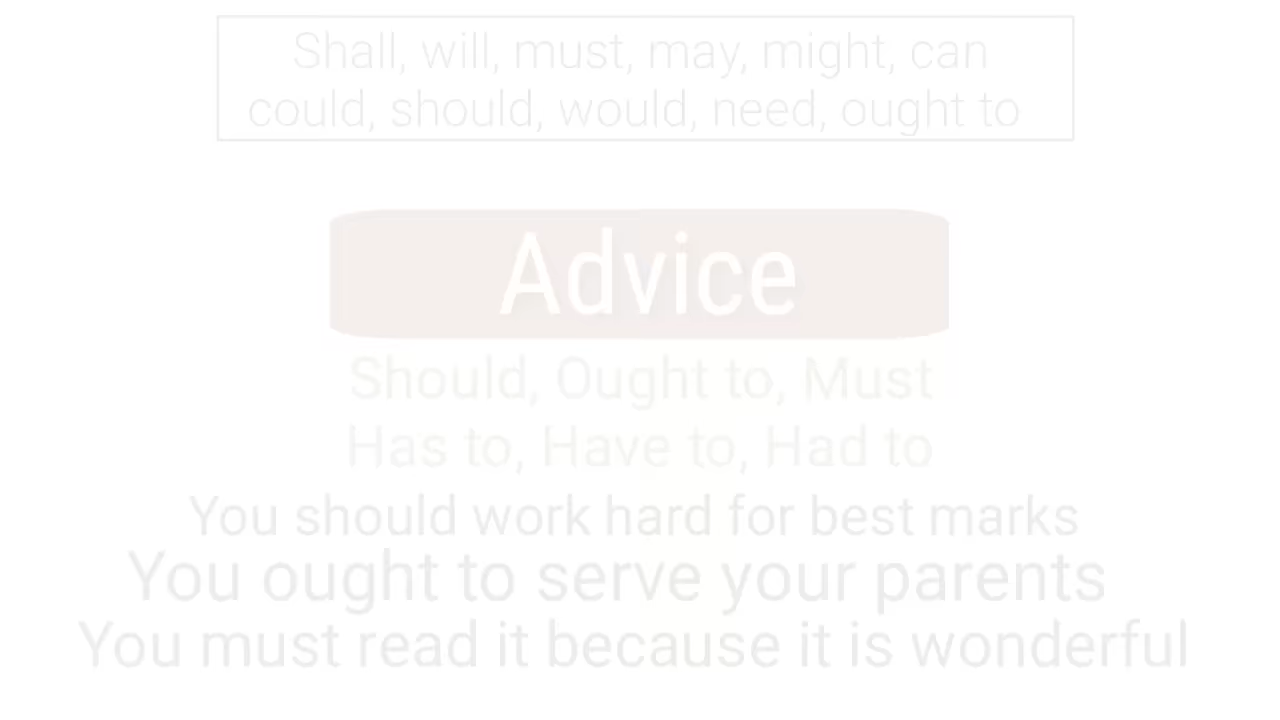 Shall, will, must, may, might, can
could, should, would, need, ought to
Advice
Should, Ought to, Must
Has to, Have to, Had to
You should work hard for best marks
You ought to serve your parents
You must read it because it is wonderful